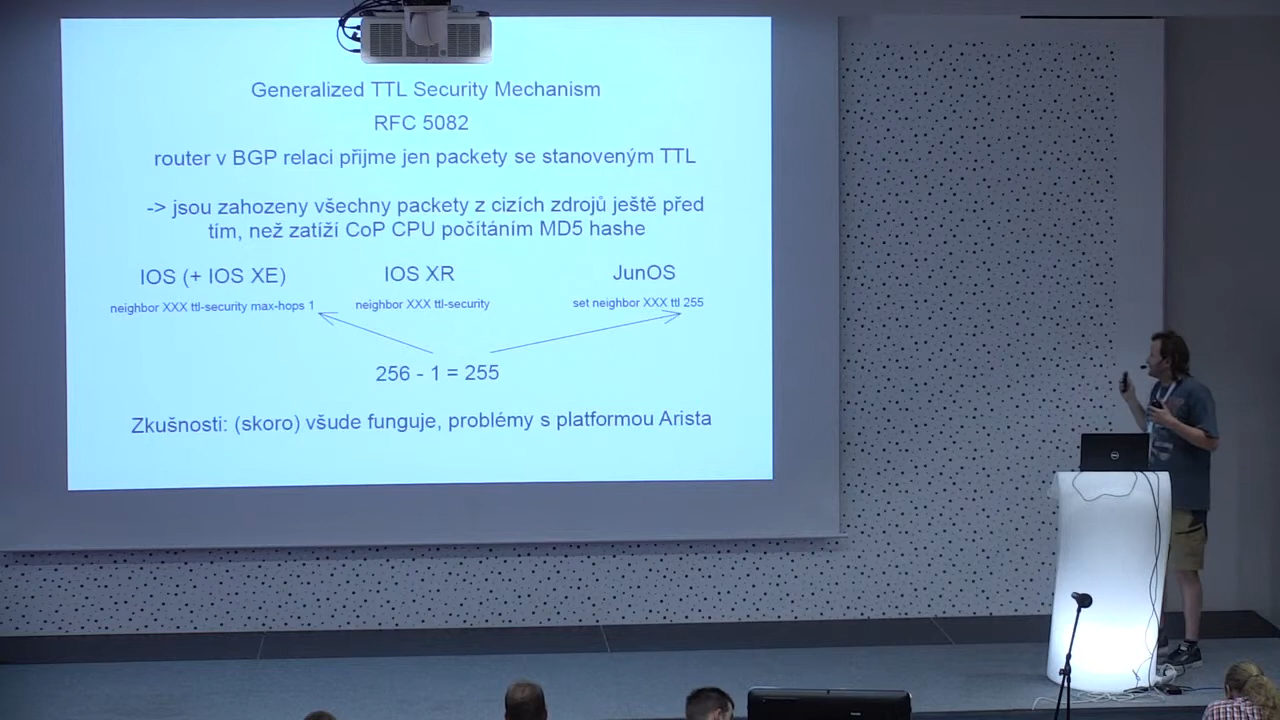 Generalized TTL Security Mechanism
RFC 5082
router v BGP relaci přijme jen packety se stanoveným TTL
-> jsou zahozeny všechny packety z cizích zdrojů ještě před
tím, než zatíží CoP CPU počítáním MD5 hashe
IOS (+ IOS XE)
neighbor XXX ttl-security max-hops 1
IOS XR
neighbor XXX ttl-security
JunOS
set neighbor XXX ttl 255
256 - 1 = 255
Zkušnosti: (skoro) všude funguje, problémy s platformou Arista